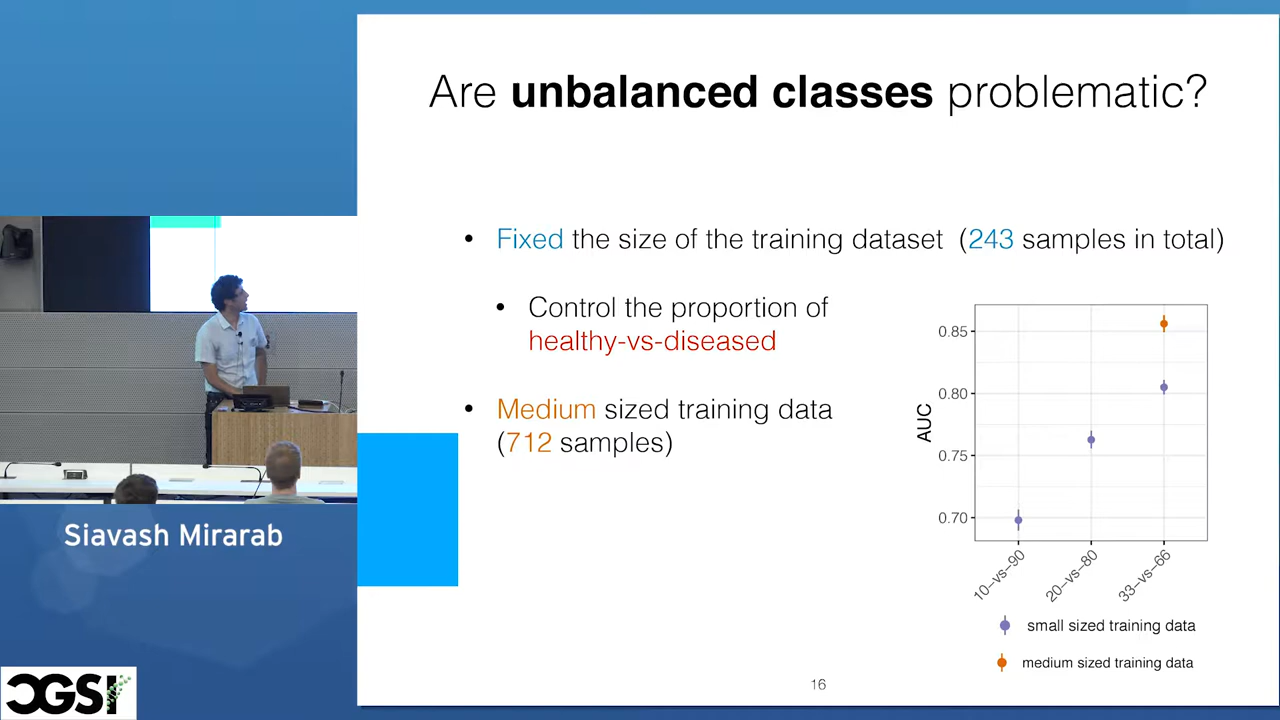 Are unbalanced classes problematic?
• Fixed the size of the training dataset (243 samples in total)
• Control the proportion of
healthy-vs-diseased
• Medium sized training data
(712 samples)
AUC
0.85
0.80
0.75
0.70
10-vs-90
20-vs-80
33-vs-66
small sized training data
medium sized training data
16
Siavash Mirarab
CGSI